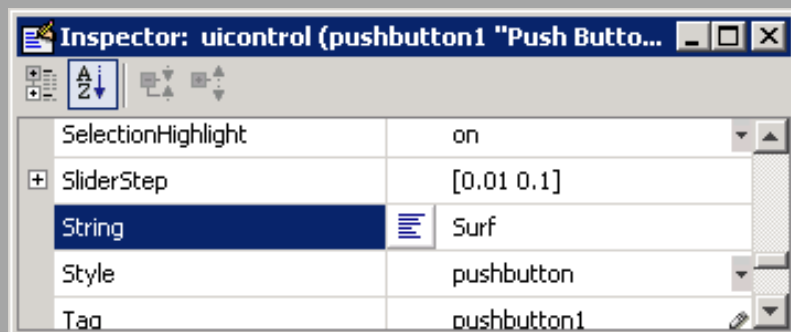 Inspector: uicontrol (pushbutton1 "Push Butto...
SelectionHighlight on
SliderStep [0.01 0.1]
String Surf
Style pushbutton
Tag pushbutton1